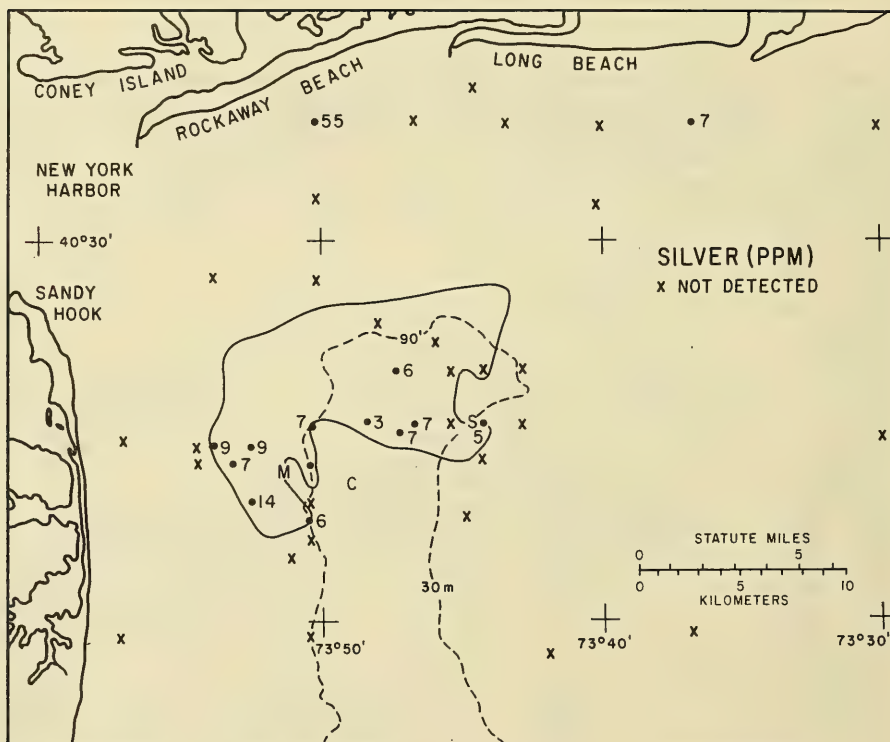 CONEY ISLAND
ROCKAWAY BEACH
LONG BEACH
x
•55 x x x •7 x
NEW YORK
HARBOR
x x
40°30'
SILVER (PPM)
x NOT DETECTED
SANDY
HOOK
x x
x
90'
x
•6 x x x
7• •3 •7 x S• x
•7 5
x
x x 9 •9
x •7 • x
M C
•14 x
•6 x
x
x
STATUTE MILES
0 5
0 5 10
KILOMETERS
30m
x x x
73°50' 73°40' 73°30'
x